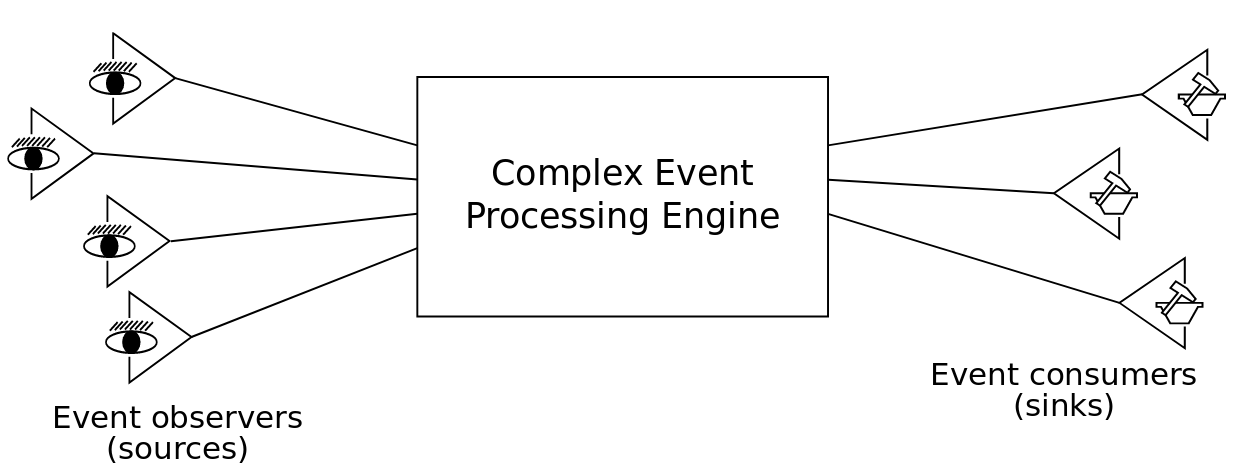 Complex Event
Processing Engine
Event observers
(sources)
Event consumers
(sinks)